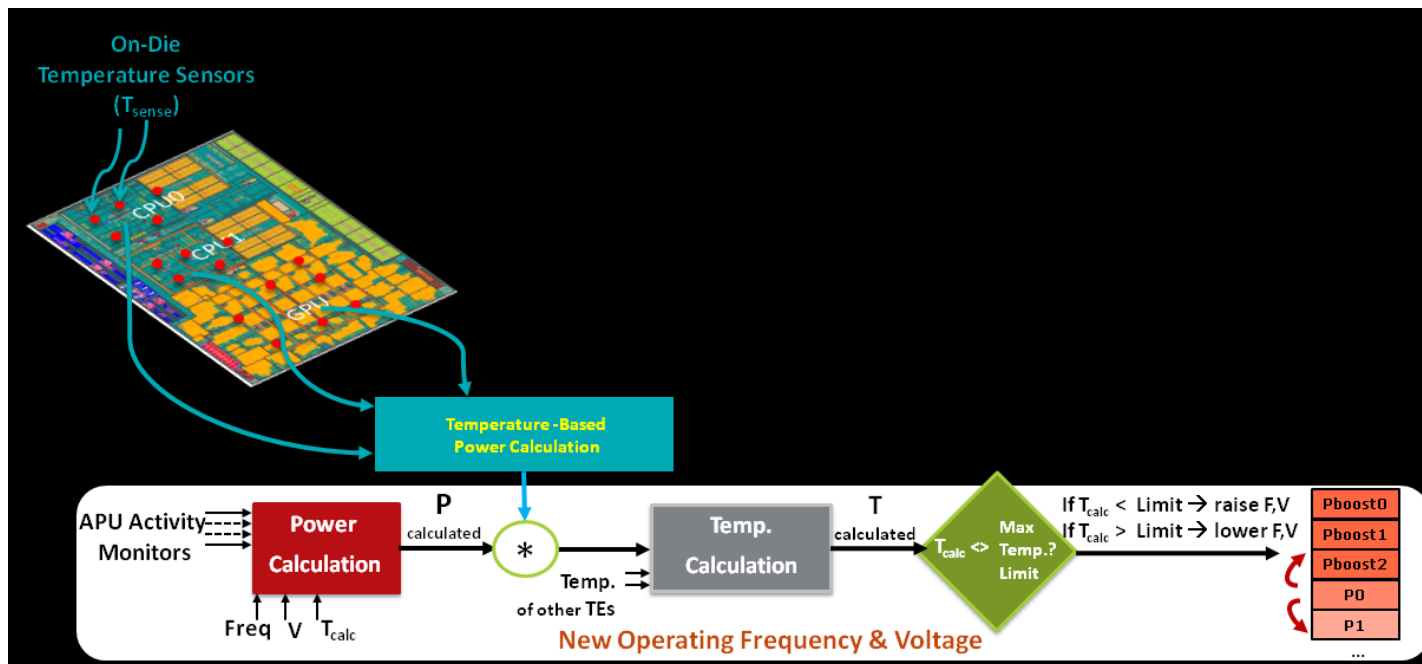 On-Die
Temperature Sensors
(Tsense)
CPU0
CPU1
GPU
Temperature -Based
Power Calculation
APU Activity
Monitors
Power
Calculation
P
calculated
*
Temp.
of other TEs
Temp.
Calculation
T
calculated
Tcalc <>
Max
Temp.?
Limit
If Tcalc < Limit → raise F,V
If Tcalc > Limit → lower F,V
Pboost0
Pboost1
Pboost2
P0
P1
...
Freq V Tcalc
New Operating Frequency & Voltage